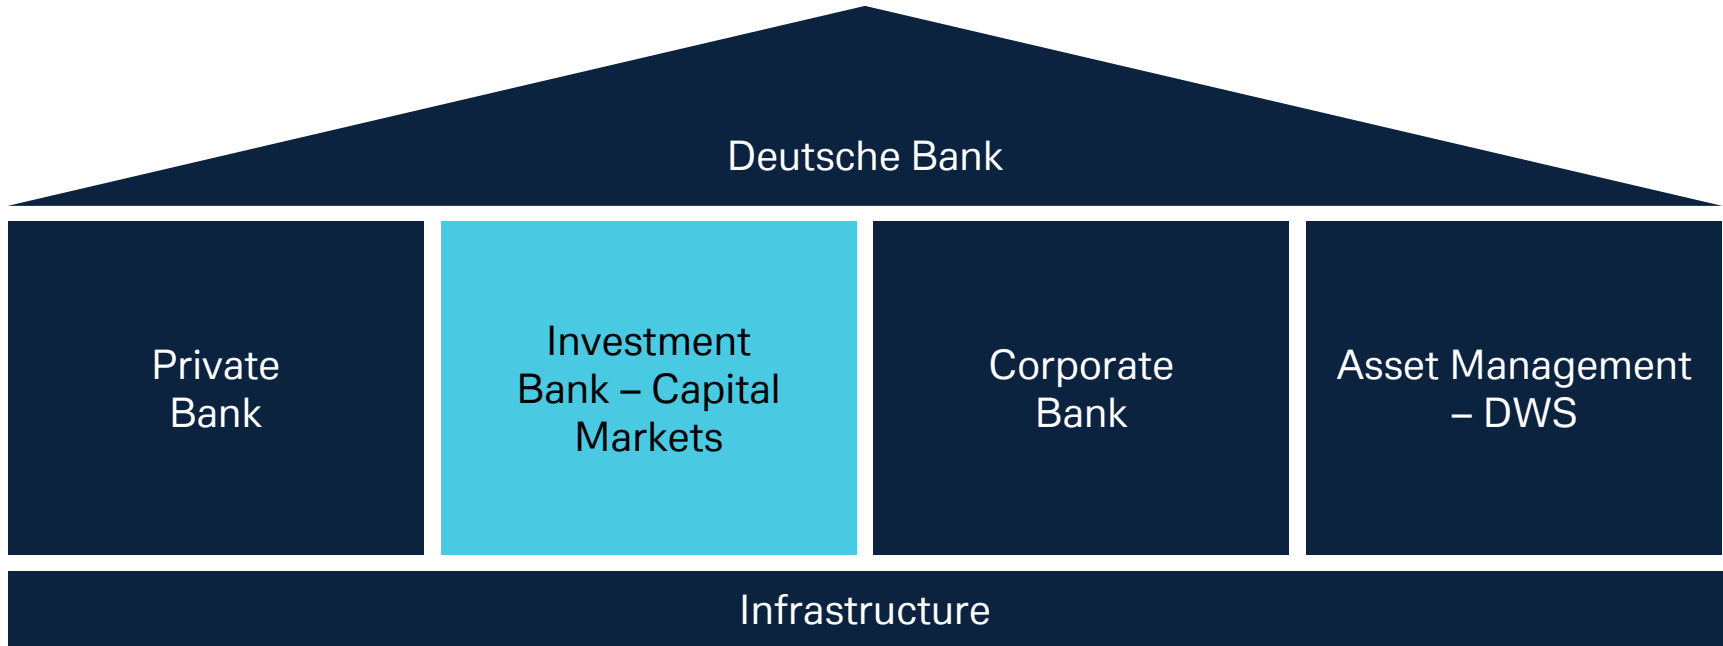 Deutsche Bank
Private
Bank
Investment
Bank – Capital
Markets
Corporate
Bank
Asset Management
– DWS
Infrastructure